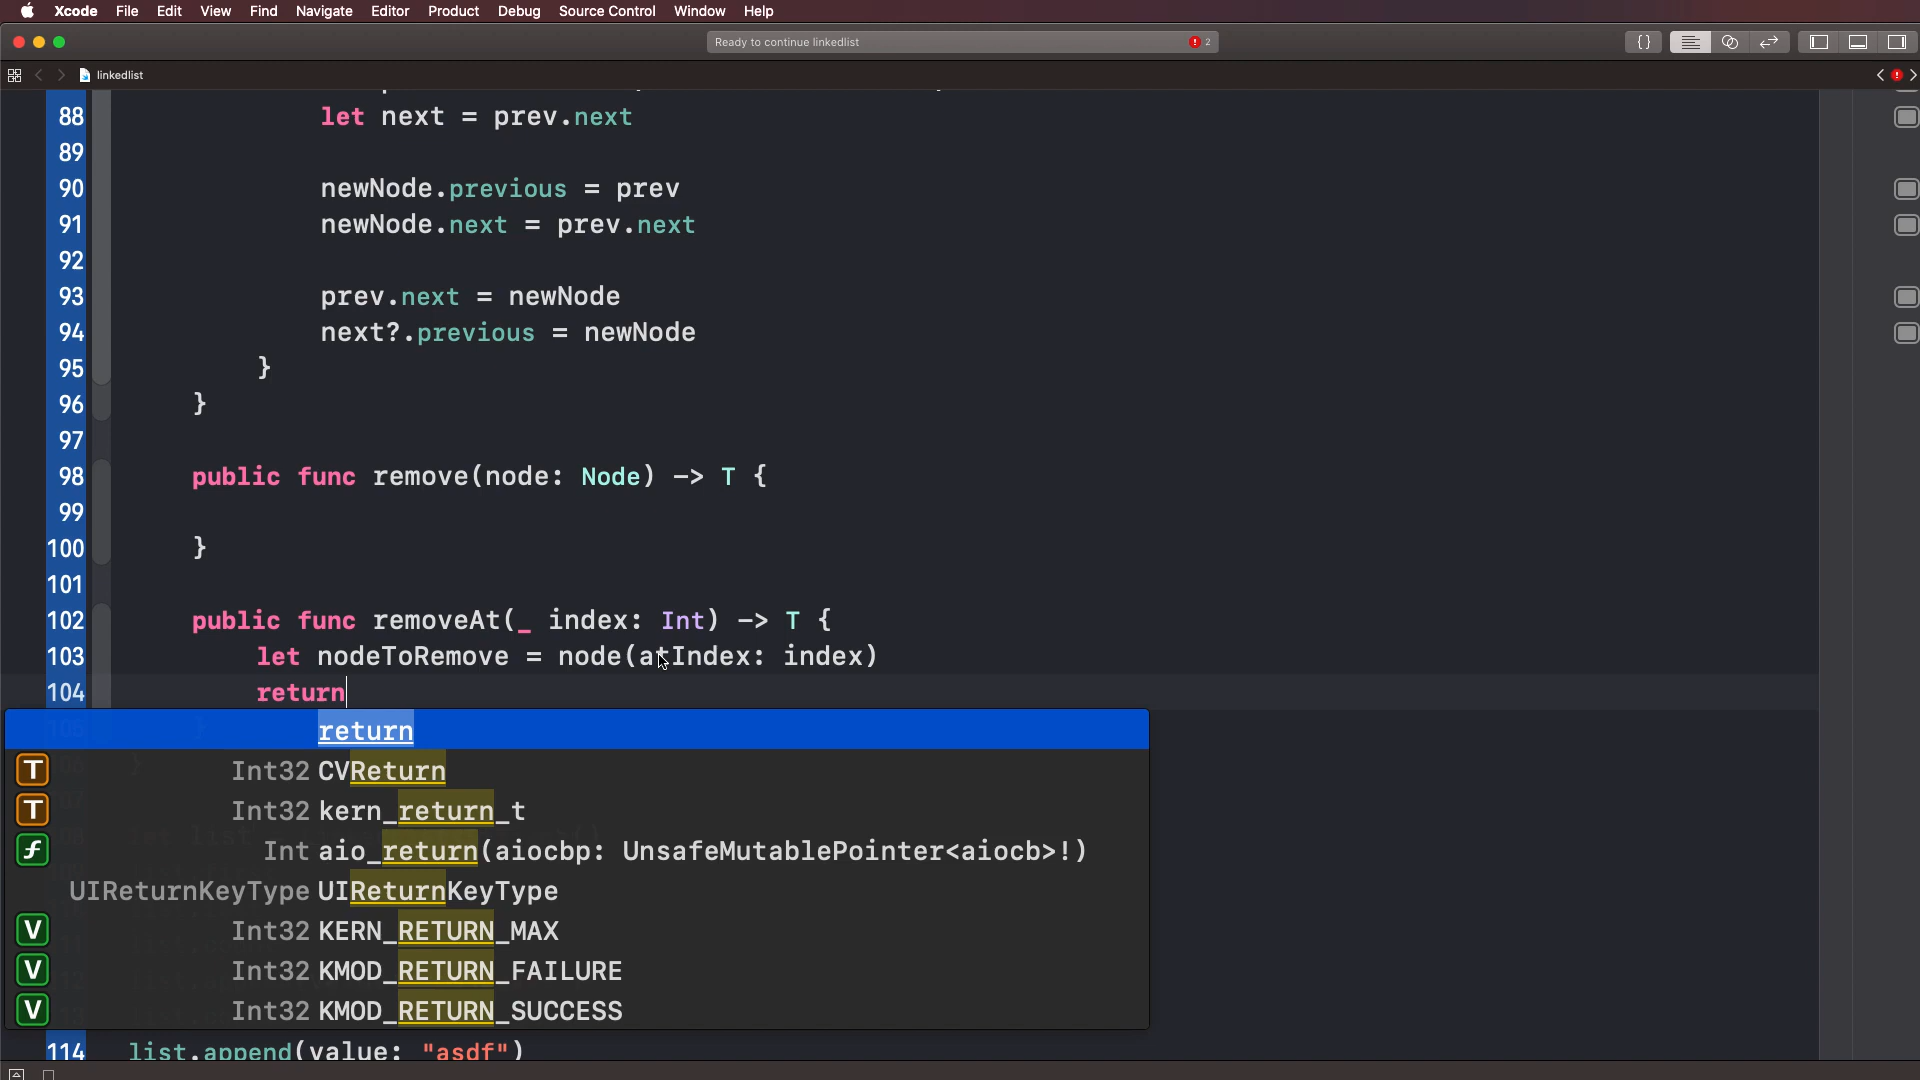 Xcode File Edit View Find Navigate Editor Product Debug Source Control Window Help
Ready to continue linkedlist 2
linkedlist
88 let next = prev.next
89
90 newNode.previous = prev
91 newNode.next = prev.next
92
93 prev.next = newNode
94 next?.previous = newNode
95 }
96 }
97
98 public func remove(node: Node) -> T {
99
100 }
101
102 public func removeAt(_ index: Int) -> T {
103 let nodeToRemove = node(atIndex: index)
104 return
return
T Int32 CVReturn
T Int32 kern_return_t
f Int aio_return(aiocbp: UnsafeMutablePointer<aiocb>!)
UIReturnKeyType UIReturnKeyType
V Int32 KERN_RETURN_MAX
V Int32 KMOD_RETURN_FAILURE
V Int32 KMOD_RETURN_SUCCESS
114 list.append(value: "asdf")